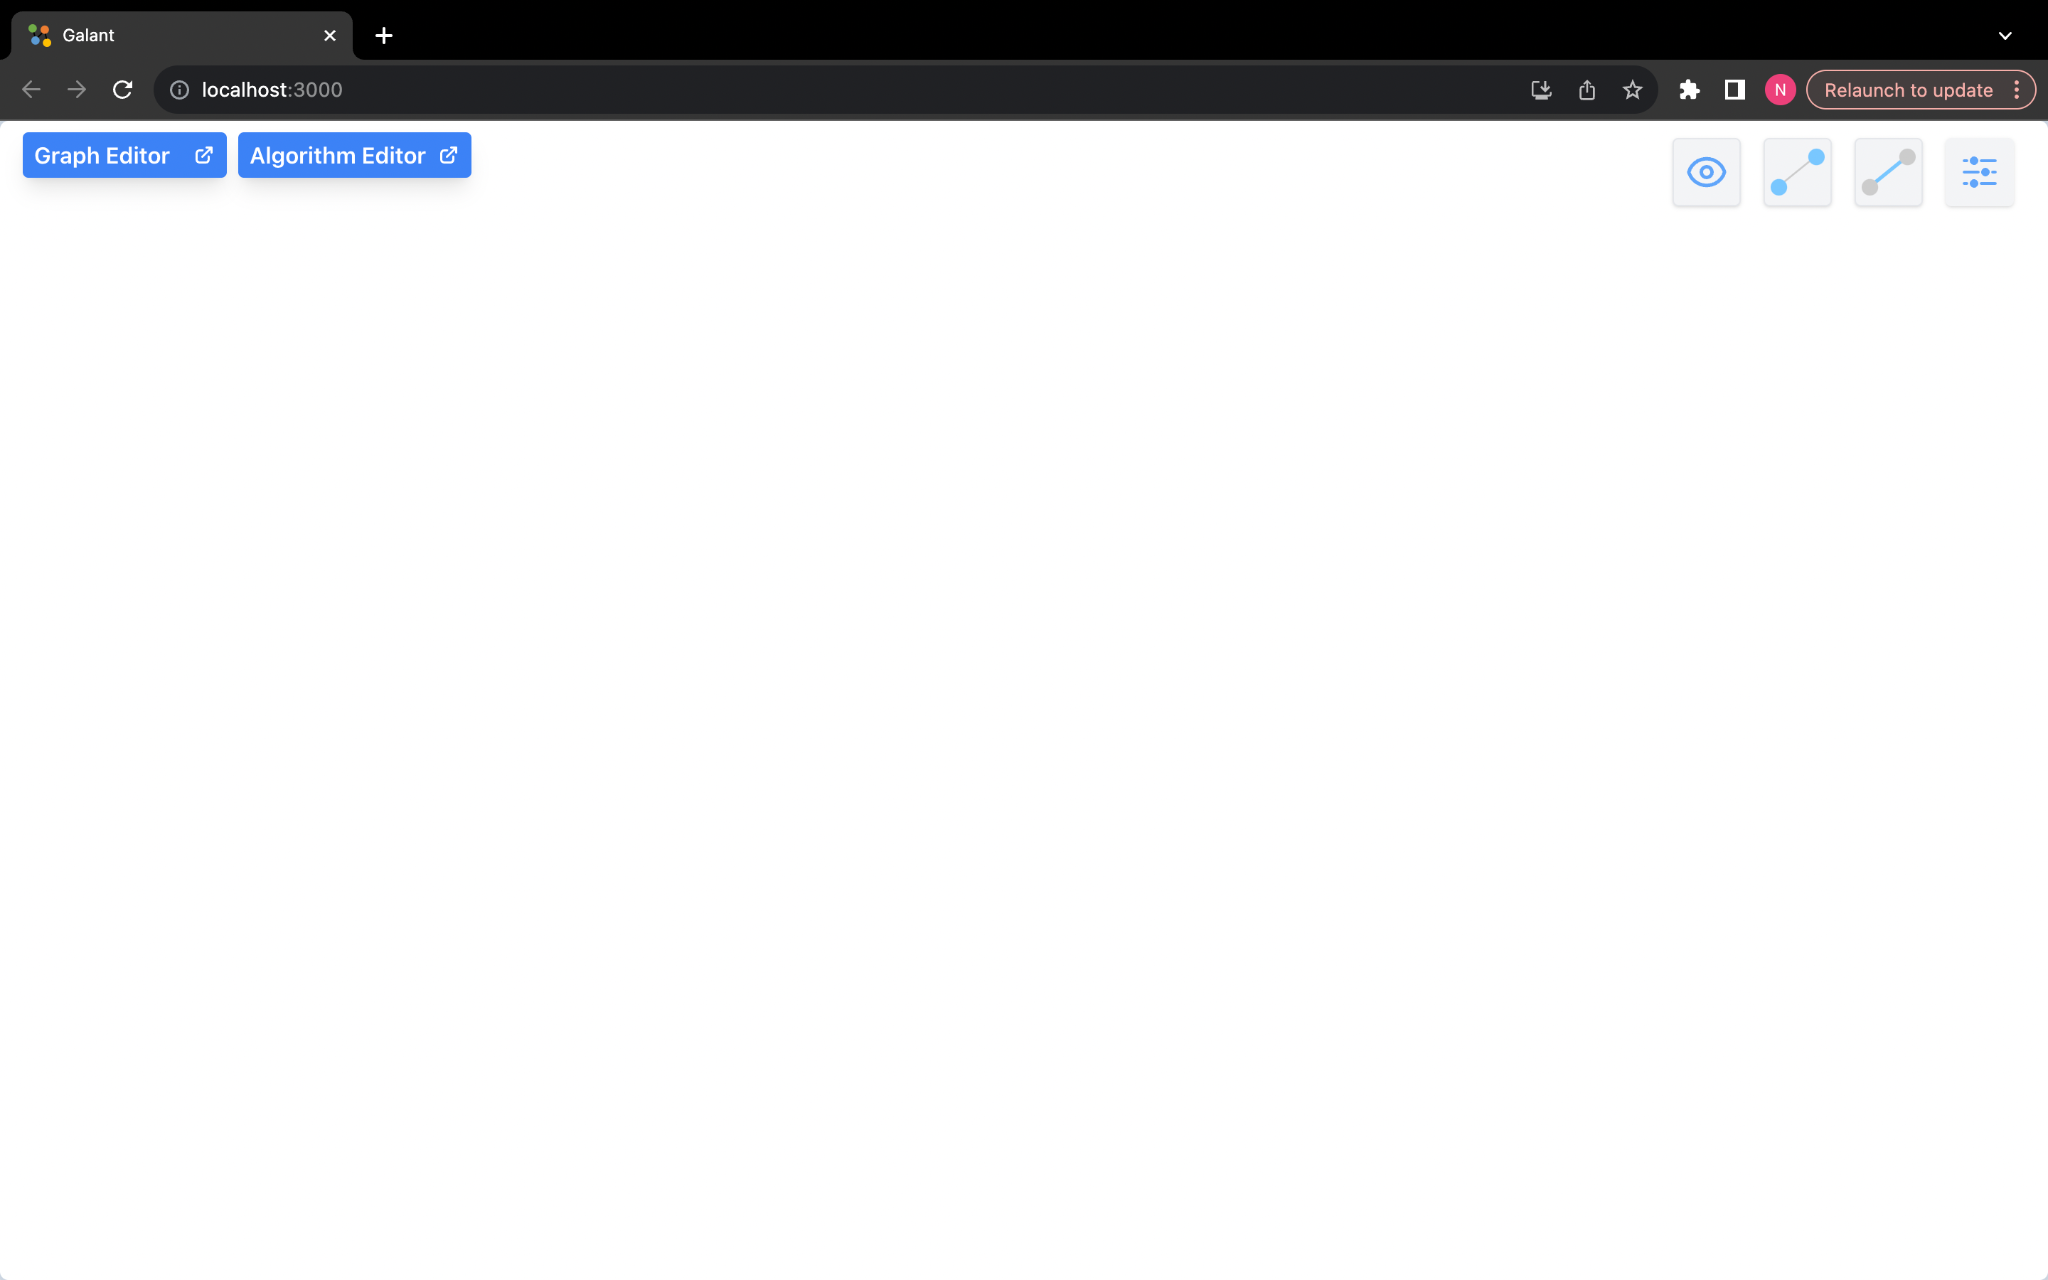 Galant
localhost:3000
N
Relaunch to update
Graph Editor
Algorithm Editor